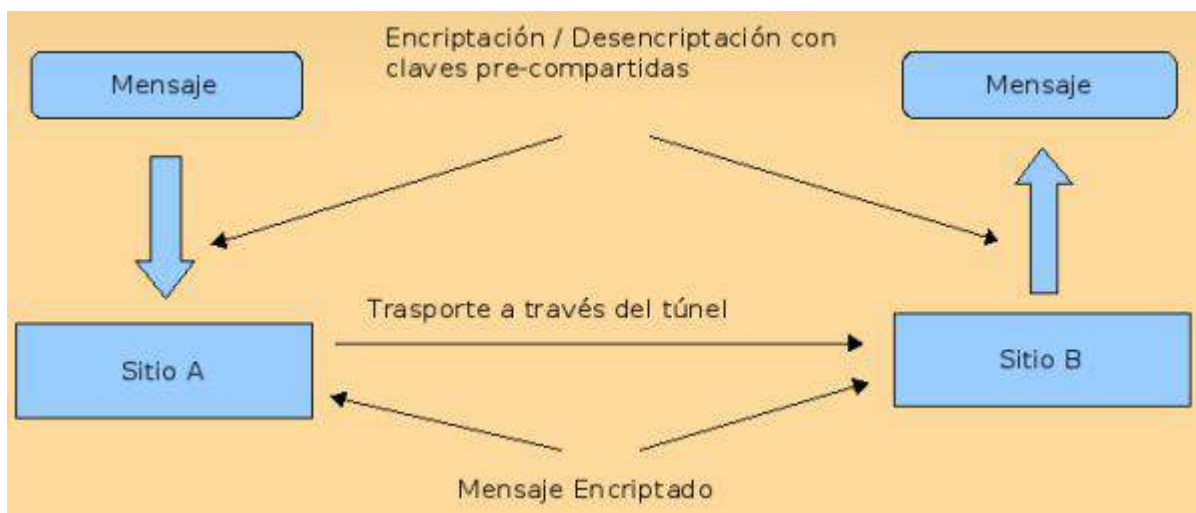 Encriptación / Desencriptación con
claves pre-compartidas
Mensaje
Mensaje
Trasporte a través del túnel
Sitio A
Sitio B
Mensaje Encriptado